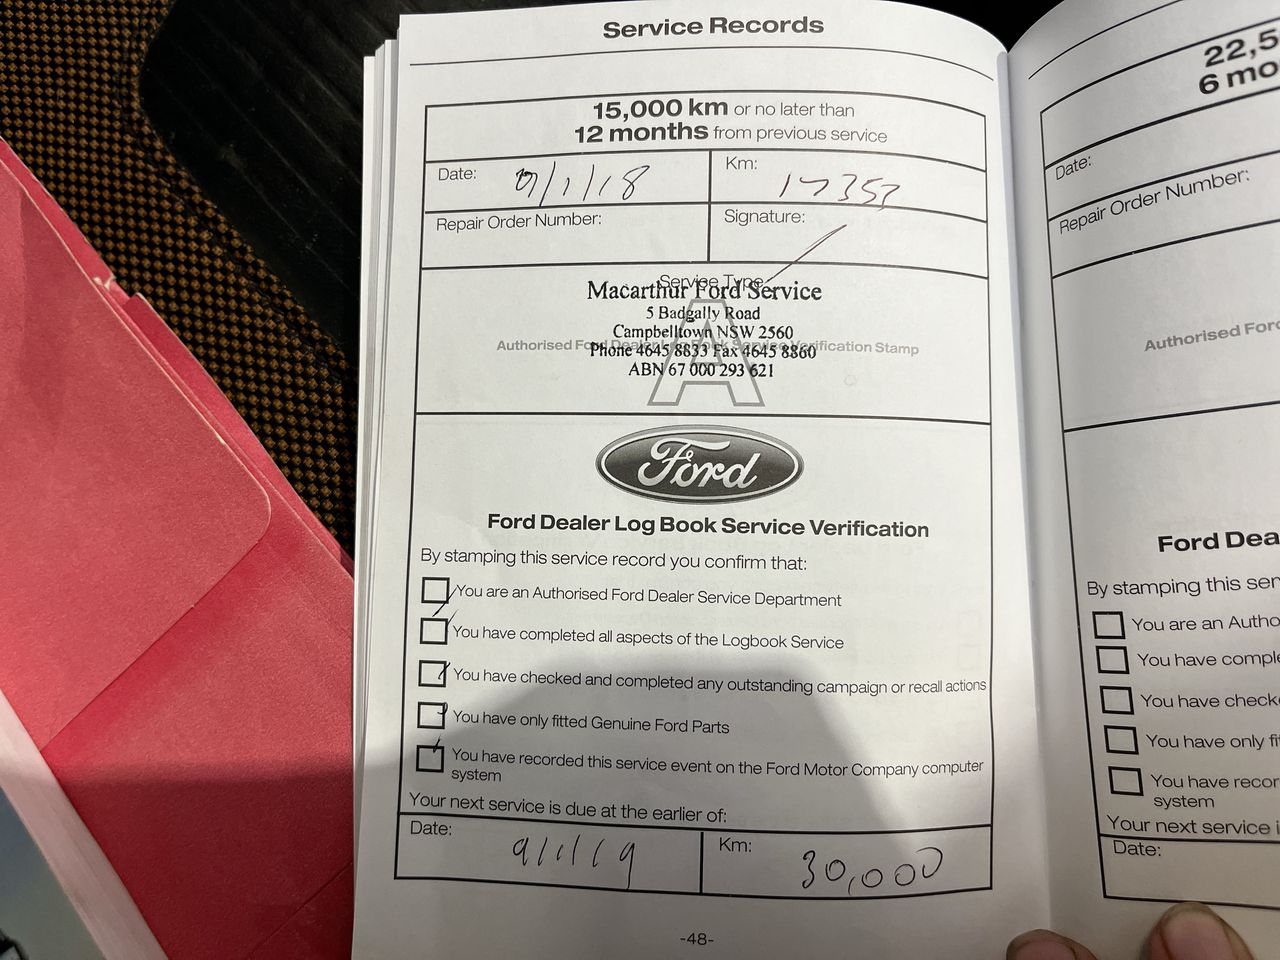 Service Records
15,000 km or no later than
12 months from previous service
Date: 9/1/18
Km: 17353
Repair Order Number:
Signature:
Service Type
Macarthur Ford Service
5 Badgally Road
Campbelltown NSW 2560
Authorised Ford Dealer Log Book Service Verification Stamp
Phone 4645 8833 Fax 4645 8860
ABN 67 000 293 621
A
Ford
Ford Dealer Log Book Service Verification
By stamping this service record you confirm that:
You are an Authorised Ford Dealer Service Department
You have completed all aspects of the Logbook Service
You have checked and completed any outstanding campaign or recall actions
You have only fitted Genuine Ford Parts
You have recorded this service event on the Ford Motor Company computer
system
Your next service is due at the earlier of:
Date: 9/1/19
Km: 30,000
-48-
22,5
6 mo
Date:
Repair Order Number:
Authorised Ford
Ford Dea
By stamping this ser
You are an Autho
You have comple
You have check
You have only fi
You have recor
system
Your next service i
Date: